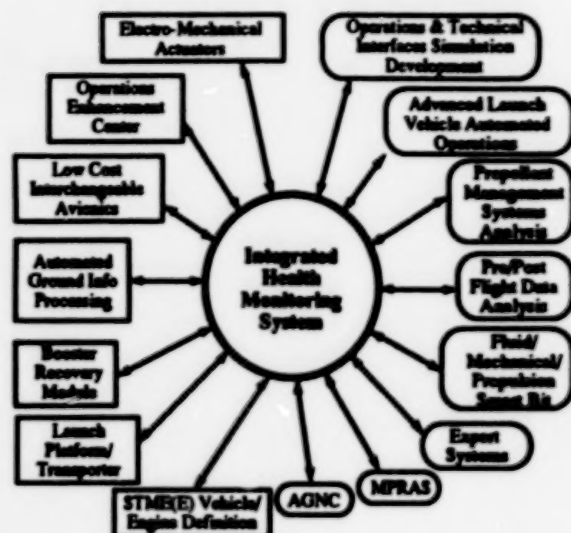 Electro-Mechanical
Actuators
Operations & Technical
Interfaces Simulation
Development
Operations
Enhancement
Center
Advanced Launch
Vehicle Automated
Operations
Low Cost
Interchangeable
Avionics
Propellent
Management
Systems
Analysis
Integrated
Health
Monitoring
System
Automated
Ground Info
Processing
Pre/Post
Flight Data
Analysis
Booster
Recovery
Module
Fluid/
Mechanical/
Propulsion
Smart Bit
Launch
Platform/
Transporter
Expert
Systems
STME(E) Vehicle/
Engine Definition
AGNC
MPRAS